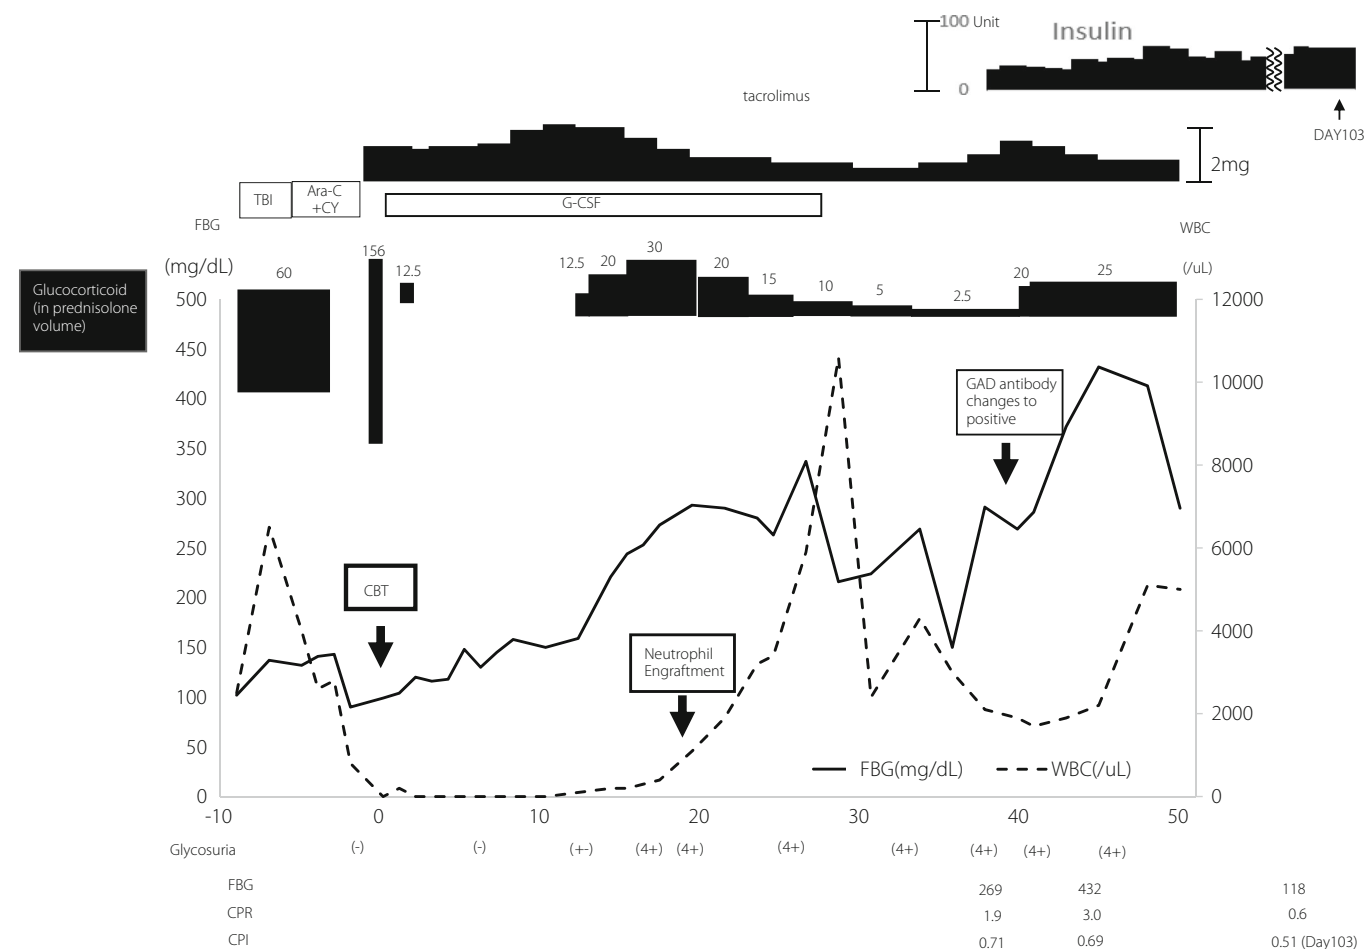 100 Unit
Insulin
0
tacrolimus
DAY103
2mg
TBI
Ara-C
+CY
G-CSF
FBG
WBC
(mg/dL)
(/uL)
Glucocorticoid
(in prednisolone
volume)
60
156
12.5
12.5
20
30
20
15
10
5
2.5
20
25
500
450
400
350
300
250
200
150
100
50
0
12000
10000
8000
6000
4000
2000
0
GAD antibody
changes to
positive
CBT
Neutrophil
Engraftment
FBG(mg/dL)
WBC(/uL)
-10 0 10 20 30 40 50
Glycosuria (-) (-) (+-) (4+) (4+) (4+) (4+) (4+) (4+) (4+)
FBG 269 432 118
CPR 1.9 3.0 0.6
CPI 0.71 0.69 0.51 (Day103)